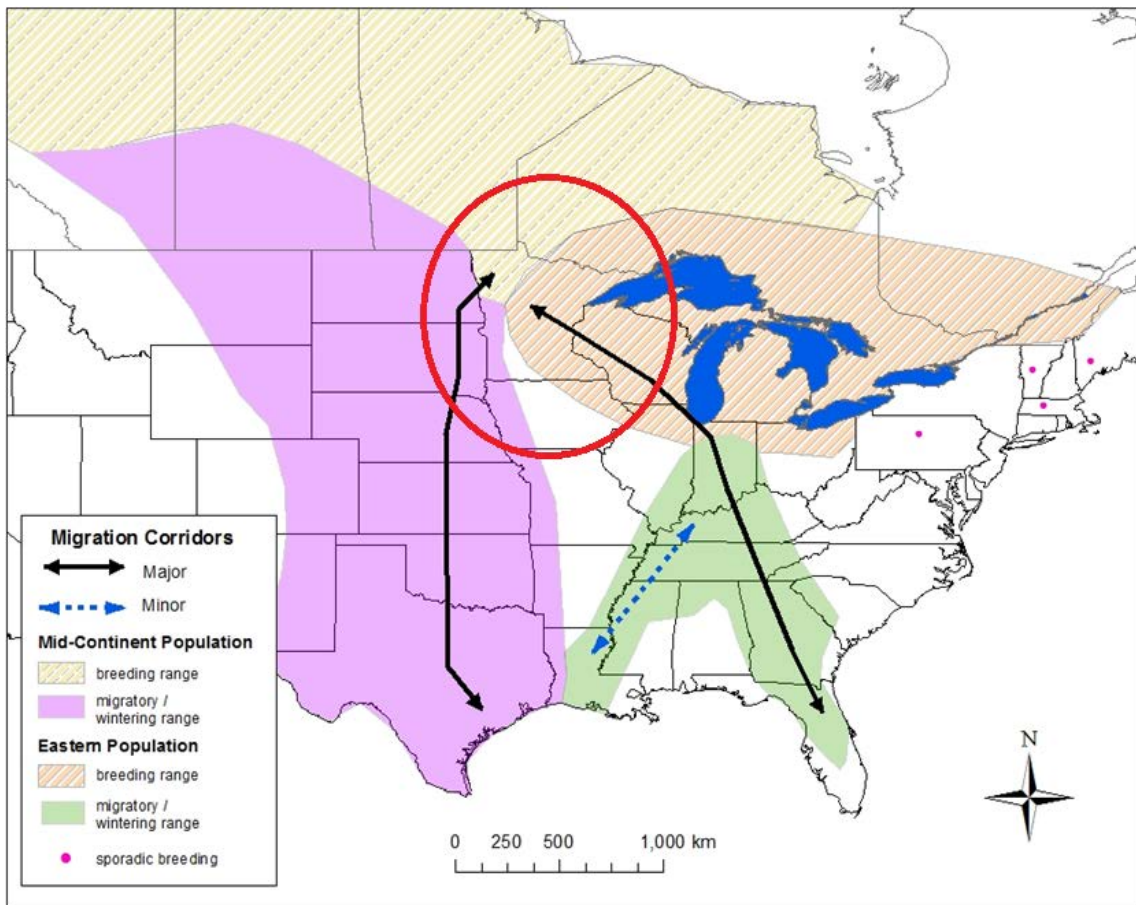 Migration Corridors
Major
Minor
Mid-Continent Population
breeding range
migratory /
wintering range
Eastern Population
breeding range
migratory /
wintering range
sporadic breeding
N
0 250 500 1,000 km